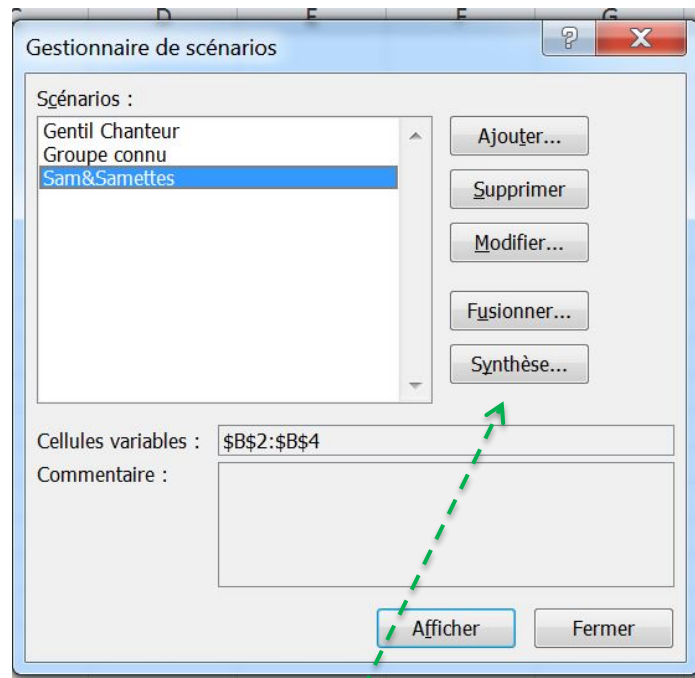 D E F G
Gestionnaire de scénarios
Scénarios :
Gentil Chanteur
Groupe connu
Sam&Samettes
Ajouter...
Supprimer
Modifier...
Fusionner...
Synthèse...
Cellules variables : $B$2:$B$4
Commentaire :
Afficher Fermer